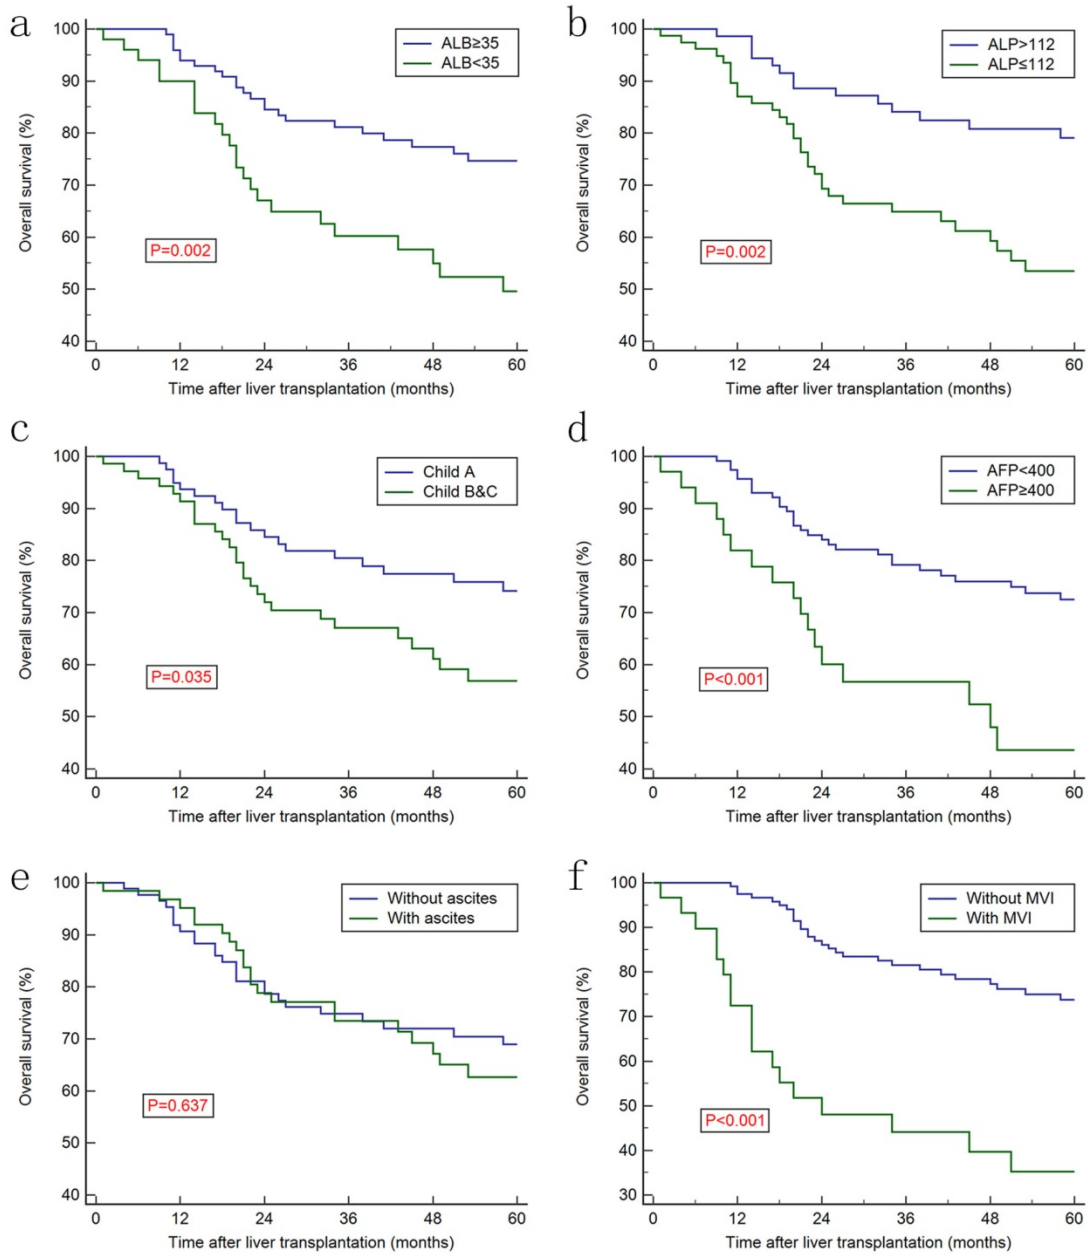 a
100
90
80
70
60
50
40
Overall survival (%)
ALB≥35
ALB<35
P=0.002
0 12 24 36 48 60
Time after liver transplantation (months)
b
100
90
80
70
60
50
40
Overall survival (%)
ALP>112
ALP≤112
P=0.002
0 12 24 36 48 60
Time after liver transplantation (months)
c
100
90
80
70
60
50
40
Overall survival (%)
Child A
Child B&C
P=0.035
0 12 24 36 48 60
Time after liver transplantation (months)
d
100
90
80
70
60
50
40
Overall survival (%)
AFP<400
AFP≥400
P<0.001
0 12 24 36 48 60
Time after liver transplantation (months)
e
100
90
80
70
60
50
40
Overall survival (%)
Without ascites
With ascites
P=0.637
0 12 24 36 48 60
Time after liver transplantation (months)
f
100
90
80
70
60
50
40
30
Overall survival (%)
Without MVI
With MVI
P<0.001
0 12 24 36 48 60
Time after liver transplantation (months)